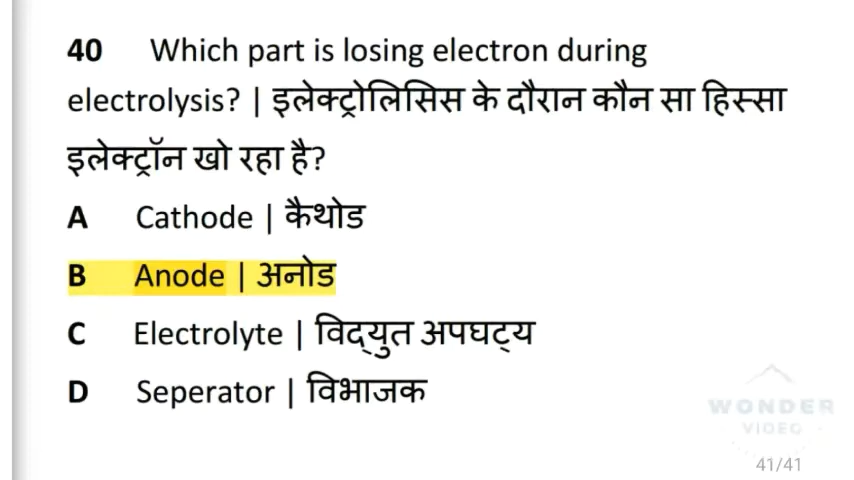 40 Which part is losing electron during
electrolysis? | इलेक्ट्रोलिसिस के दौरान कौन सा हिस्सा
इलेक्ट्रॉन खो रहा है?
A Cathode | कैथोड
B Anode | अनोड
C Electrolyte | विद्युत अपघट्य
D Seperator | विभाजक
WONDER
VIDEO
41/41